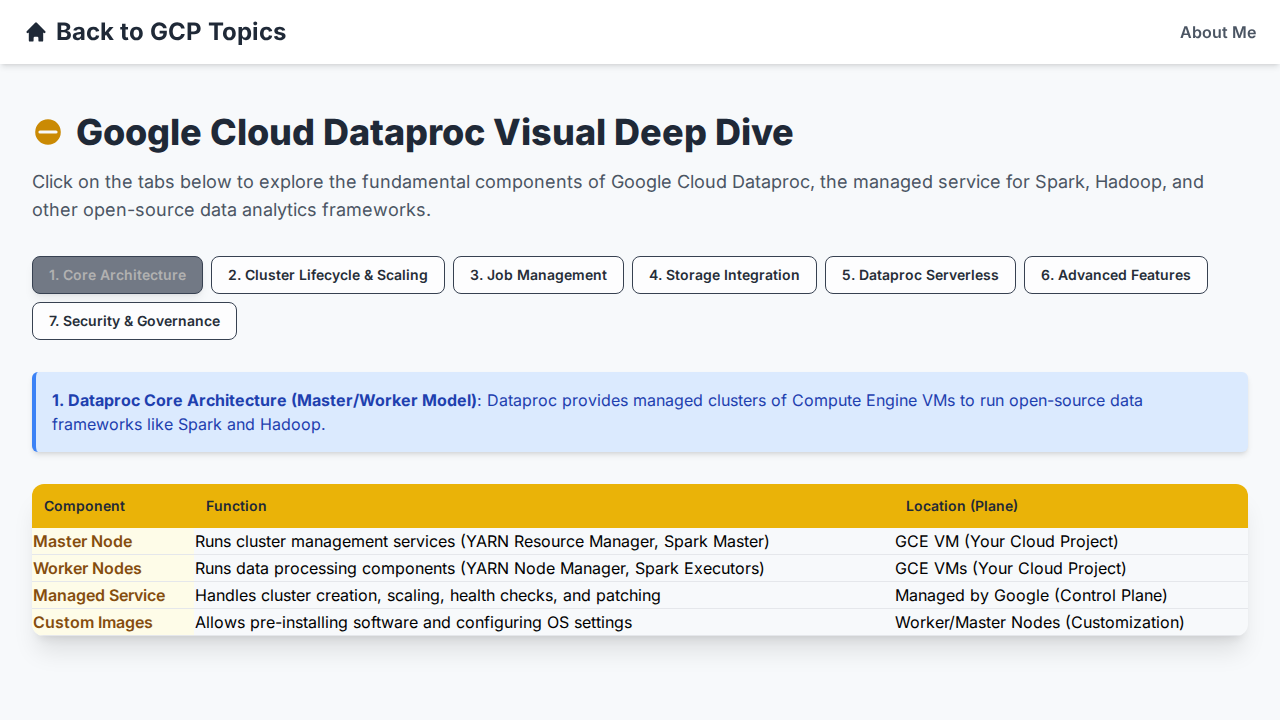 Back to GCP Topics
About Me
Google Cloud Dataproc Visual Deep Dive
Click on the tabs below to explore the fundamental components of Google Cloud Dataproc, the managed service for Spark, Hadoop, and
other open-source data analytics frameworks.
1. Core Architecture
2. Cluster Lifecycle & Scaling
3. Job Management
4. Storage Integration
5. Dataproc Serverless
6. Advanced Features
7. Security & Governance
1. Dataproc Core Architecture (Master/Worker Model): Dataproc provides managed clusters of Compute Engine VMs to run open-source data
frameworks like Spark and Hadoop.
Component Function Location (Plane)
Master Node Runs cluster management services (YARN Resource Manager, Spark Master) GCE VM (Your Cloud Project)
Worker Nodes Runs data processing components (YARN Node Manager, Spark Executors) GCE VMs (Your Cloud Project)
Managed Service Handles cluster creation, scaling, health checks, and patching Managed by Google (Control Plane)
Custom Images Allows pre-installing software and configuring OS settings Worker/Master Nodes (Customization)